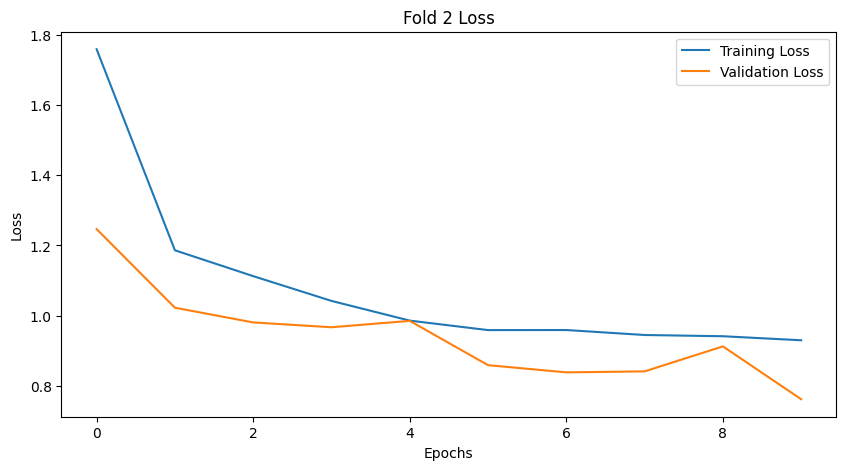 Fold 2 Loss
Training Loss
Validation Loss
1.8
1.6
1.4
1.2
1.0
0.8
Loss
0 2 4 6 8
Epochs